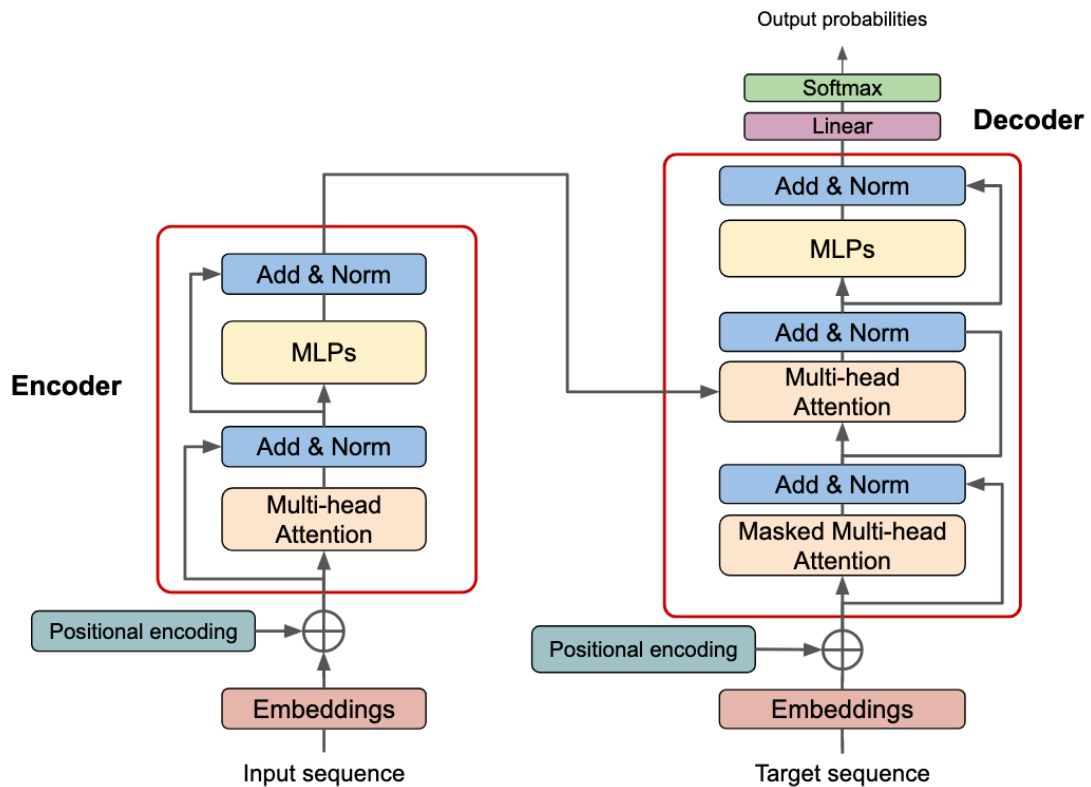 Output probabilities
Softmax
Linear
Decoder
Add & Norm
MLPs
Add & Norm
Multi-head
Attention
Add & Norm
Masked Multi-head
Attention
Positional encoding
Embeddings
Target sequence
Encoder
Add & Norm
MLPs
Add & Norm
Multi-head
Attention
Positional encoding
Embeddings
Input sequence